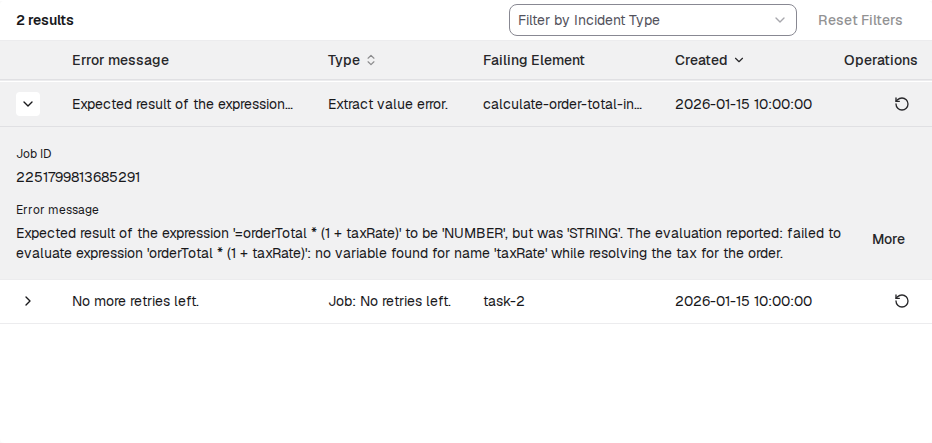 2 results
Filter by Incident Type
Reset Filters
Error message Type Failing Element Created Operations
Expected result of the expression... Extract value error. calculate-order-total-in... 2026-01-15 10:00:00
Job ID
2251799813685291
Error message
Expected result of the expression '=orderTotal * (1 + taxRate)' to be 'NUMBER', but was 'STRING'. The evaluation reported: failed to
evaluate expression 'orderTotal * (1 + taxRate)': no variable found for name 'taxRate' while resolving the tax for the order.
More
No more retries left. Job: No retries left. task-2 2026-01-15 10:00:00